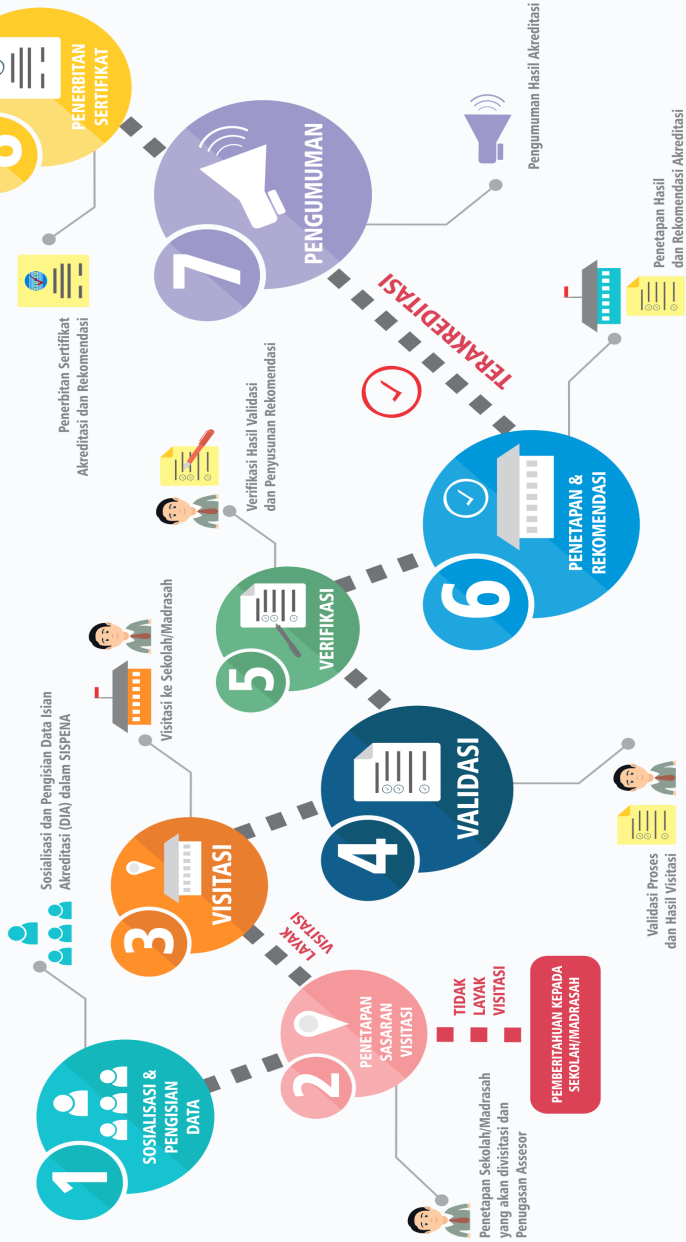 1
SOSIALISASI &
PENGISIAN
DATA
Sosialisasi dan Pengisian Data Isian
Akreditasi (DIA) dalam SISPENA
2
PENETAPAN
SASARAN
VISITASI
Penetapan Sekolah/Madrasah
yang akan divisitasi dan
Penugasan Assesor
TIDAK
LAYAK
VISITASI
PEMBERITAHUAN KEPADA
SEKOLAH/MADRASAH
LAYAK
VISITASI
3
VISITASI
Visitasi ke Sekolah/Madrasah
4
VALIDASI
Validasi Proses
dan Hasil Visitasi
5
VERIFIKASI
Verifikasi Hasil Validasi
dan Penyusunan Rekomendasi
6
PENETAPAN &
REKOMENDASI
Penetapan Hasil
dan Rekomendasi Akreditasi
TERAKREDITASI
7
PENGUMUMAN
Pengumuman Hasil Akreditasi
8
PENERBITAN
SERTIFIKAT
Penerbitan Sertifikat
Akreditasi dan Rekomendasi